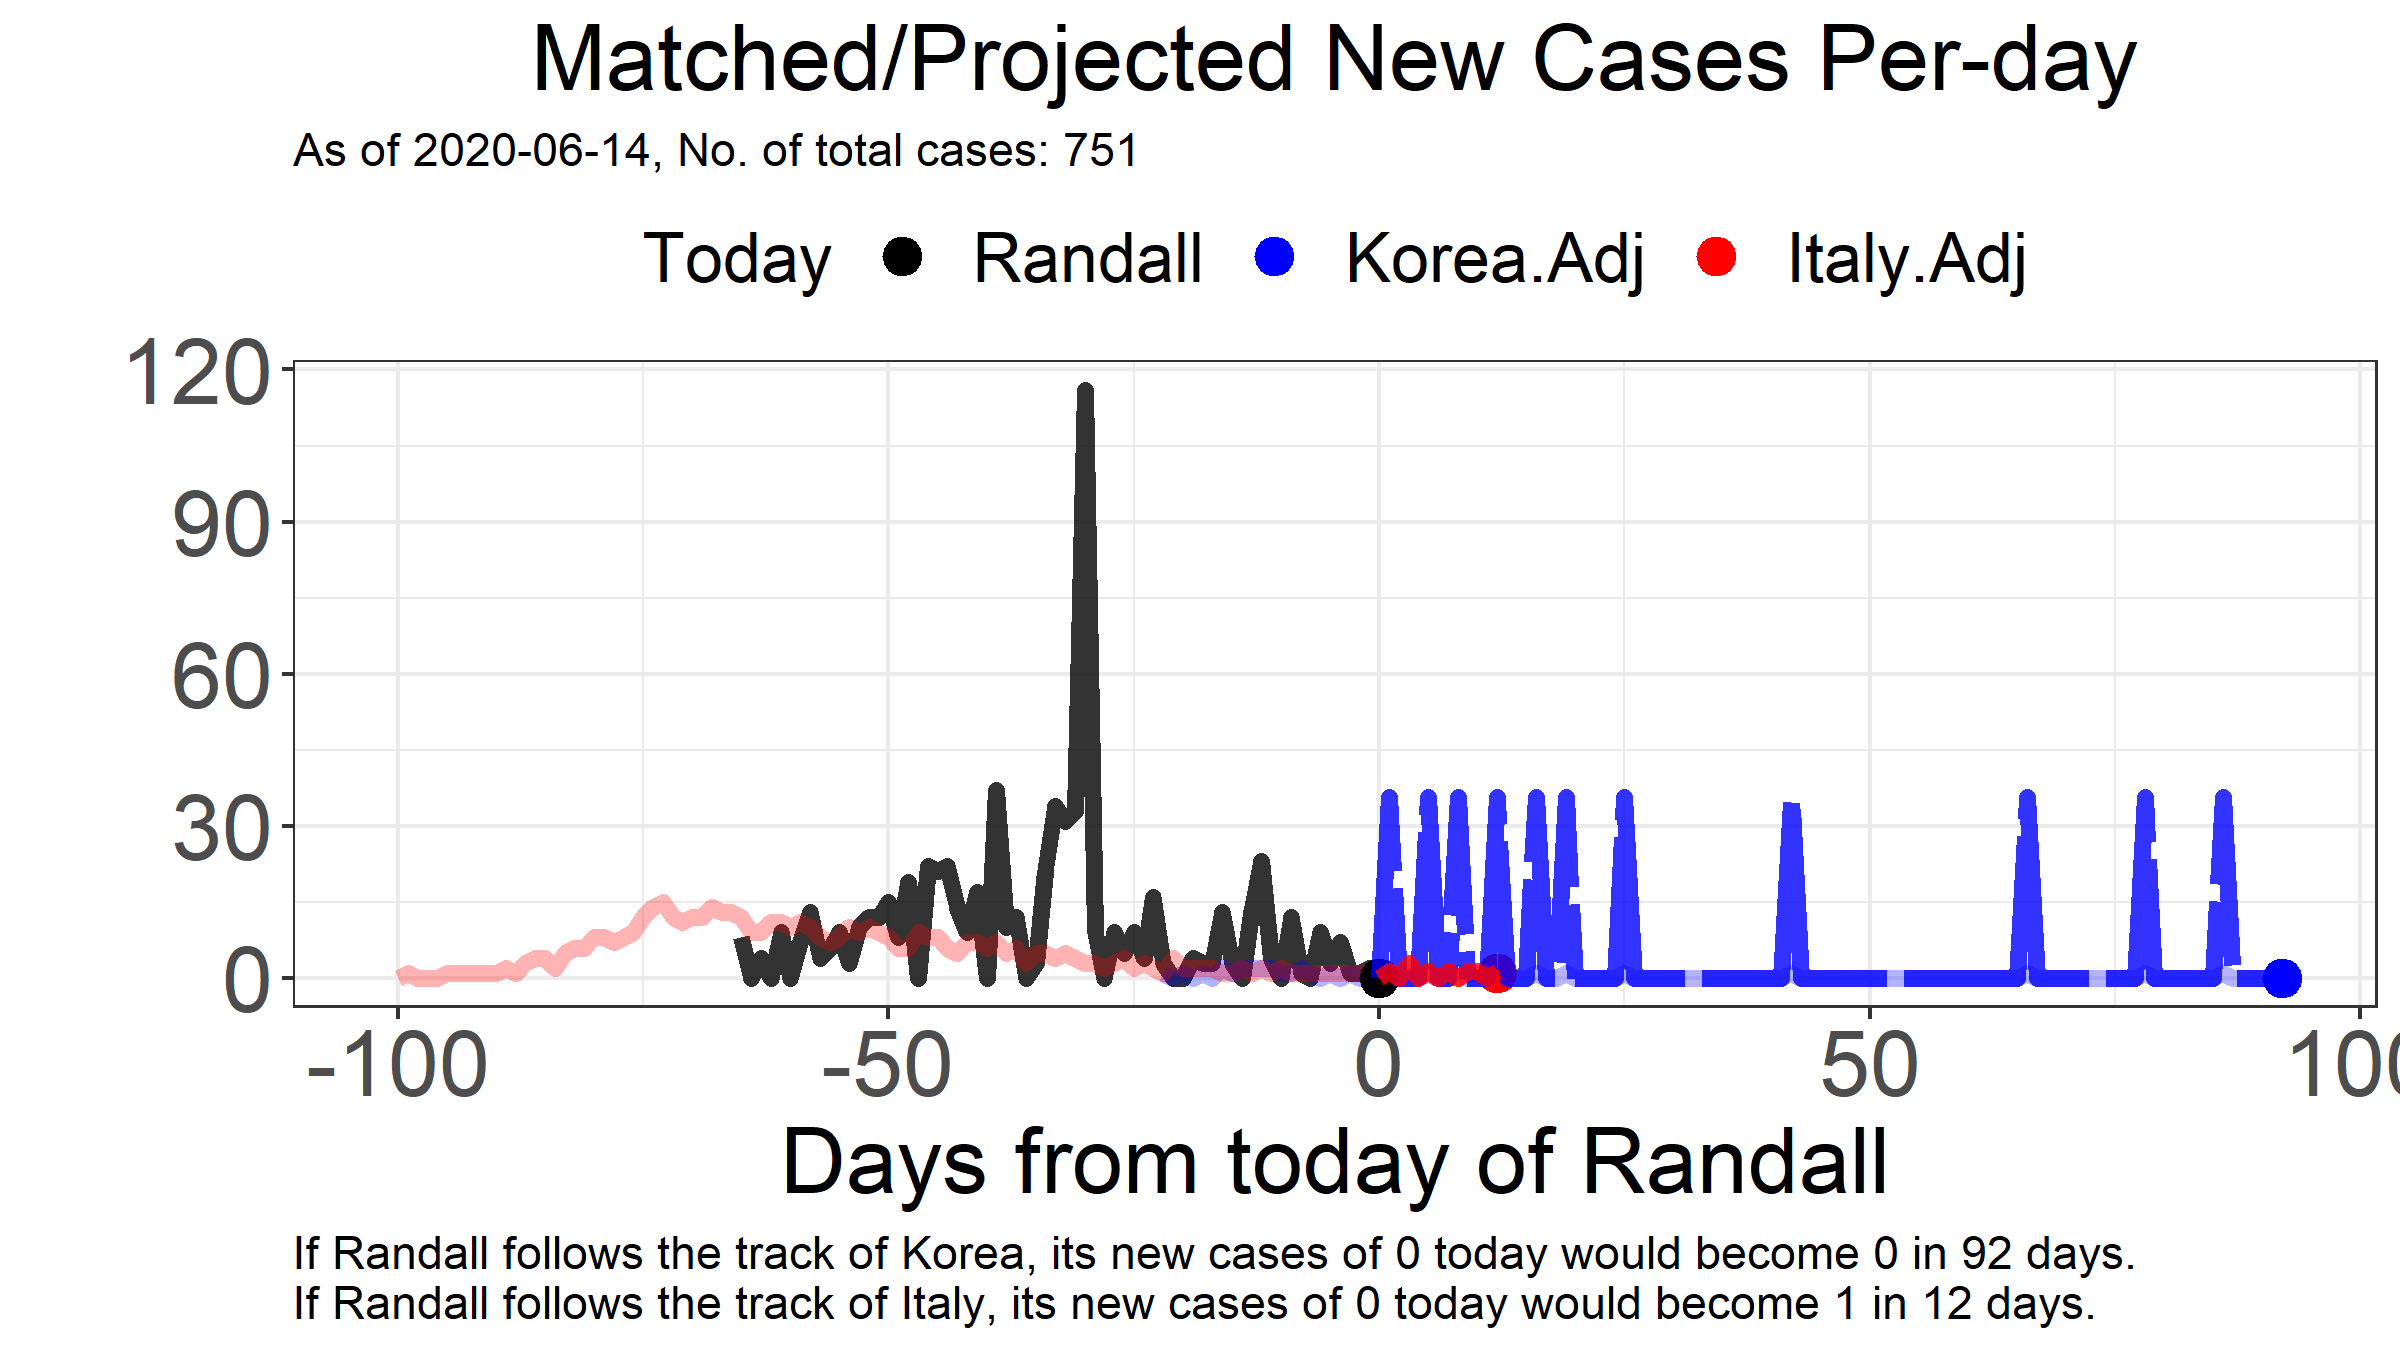 Matched/Projected New Cases Per-day
As of 2020-06-14, No. of total cases: 751
Today Randall Korea.Adj Italy.Adj
120
90
60
30
0
-100 -50 0 50 100
Days from today of Randall
If Randall follows the track of Korea, its new cases of 0 today would become 0 in 92 days.
If Randall follows the track of Italy, its new cases of 0 today would become 1 in 12 days.